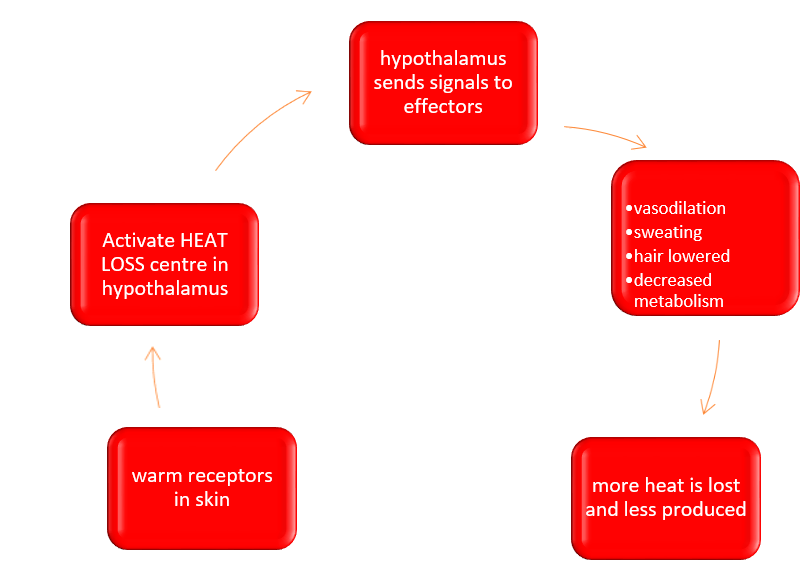 hypothalamus
sends signals to
effectors
•vasodilation
•sweating
•hair lowered
•decreased
metabolism
Activate HEAT
LOSS centre in
hypothalamus
warm receptors
in skin
more heat is lost
and less produced